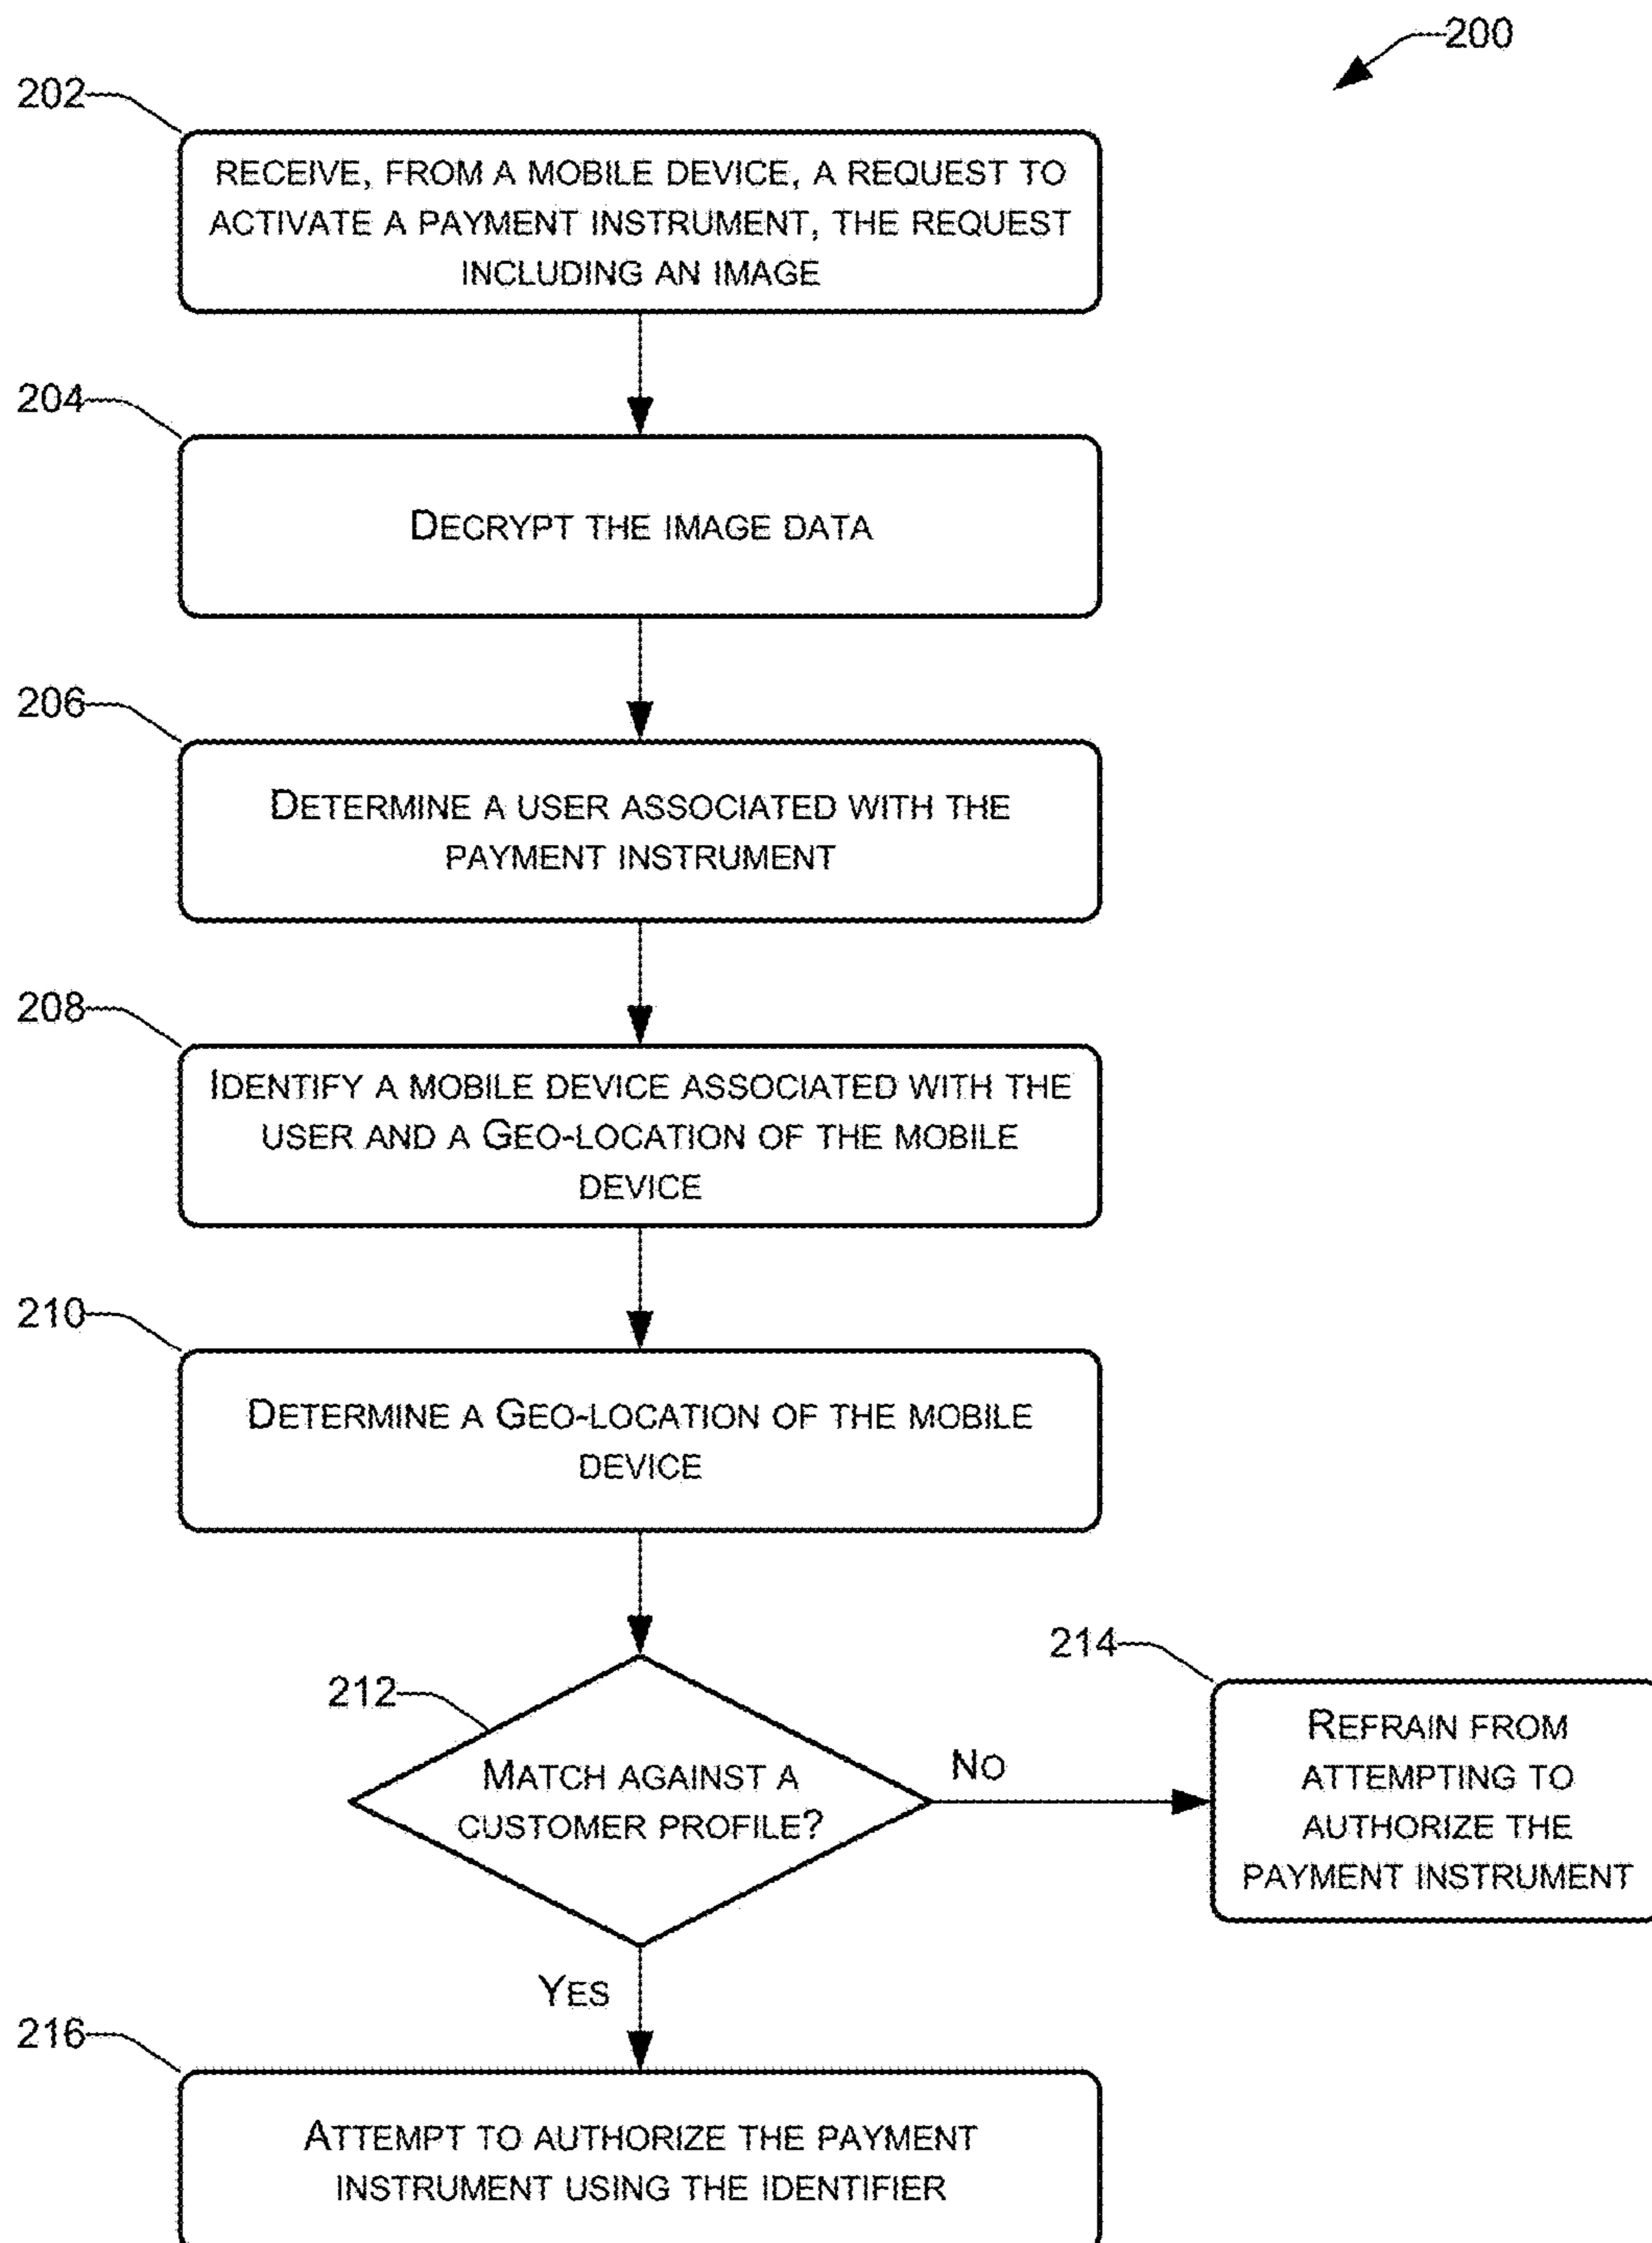 200
202
RECEIVE, FROM A MOBILE DEVICE, A REQUEST TO
ACTIVATE A PAYMENT INSTRUMENT, THE REQUEST
INCLUDING AN IMAGE
204
DECRYPT THE IMAGE DATA
206
DETERMINE A USER ASSOCIATED WITH THE
PAYMENT INSTRUMENT
208
IDENTIFY A MOBILE DEVICE ASSOCIATED WITH THE
USER AND A GEO-LOCATION OF THE MOBILE
DEVICE
210
DETERMINE A GEO-LOCATION OF THE MOBILE
DEVICE
212
MATCH AGAINST A
CUSTOMER PROFILE?
NO
214
REFRAIN FROM
ATTEMPTING TO
AUTHORIZE THE
PAYMENT INSTRUMENT
YES
216
ATTEMPT TO AUTHORIZE THE PAYMENT
INSTRUMENT USING THE IDENTIFIER